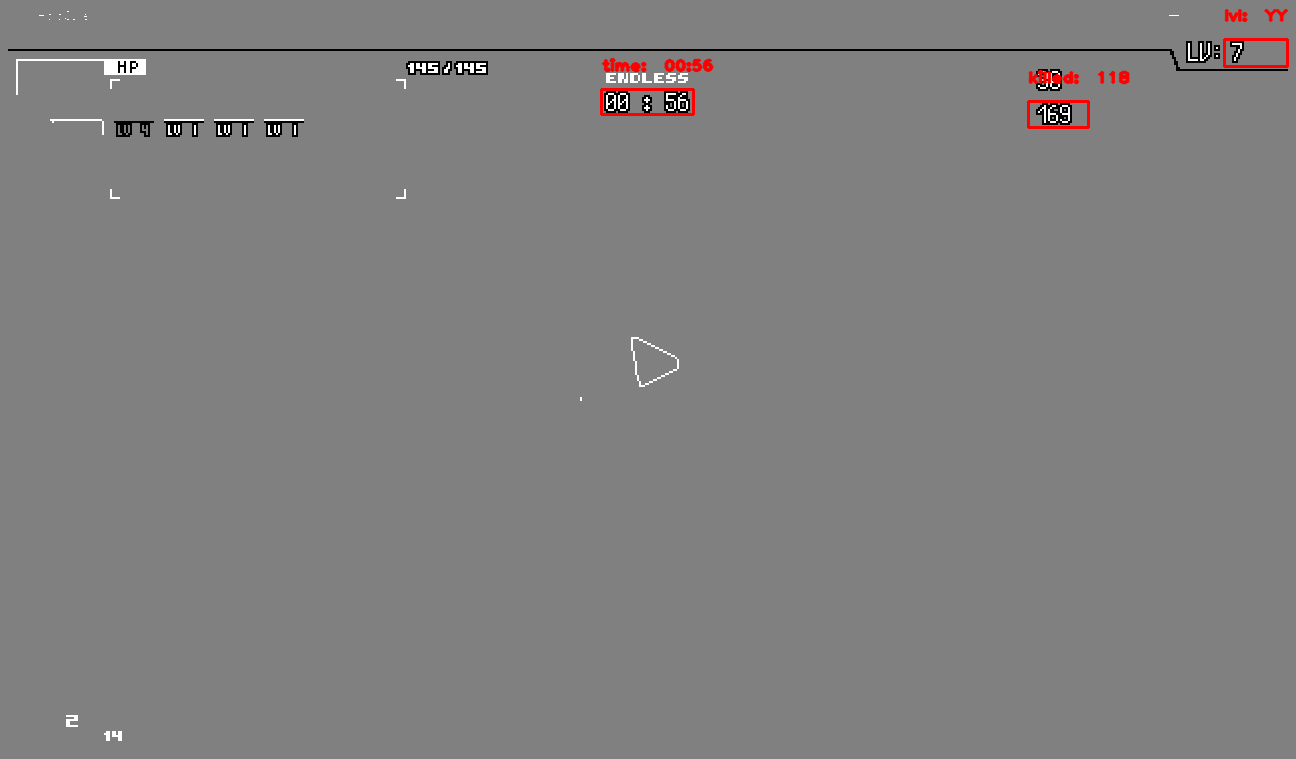 lvl: YY
LV: 7
HP 145/145
time: 00:56
ENDLESS
killed: 118
00 : 56
169
LV 4 LV 1 LV 1 LV 1
2
14